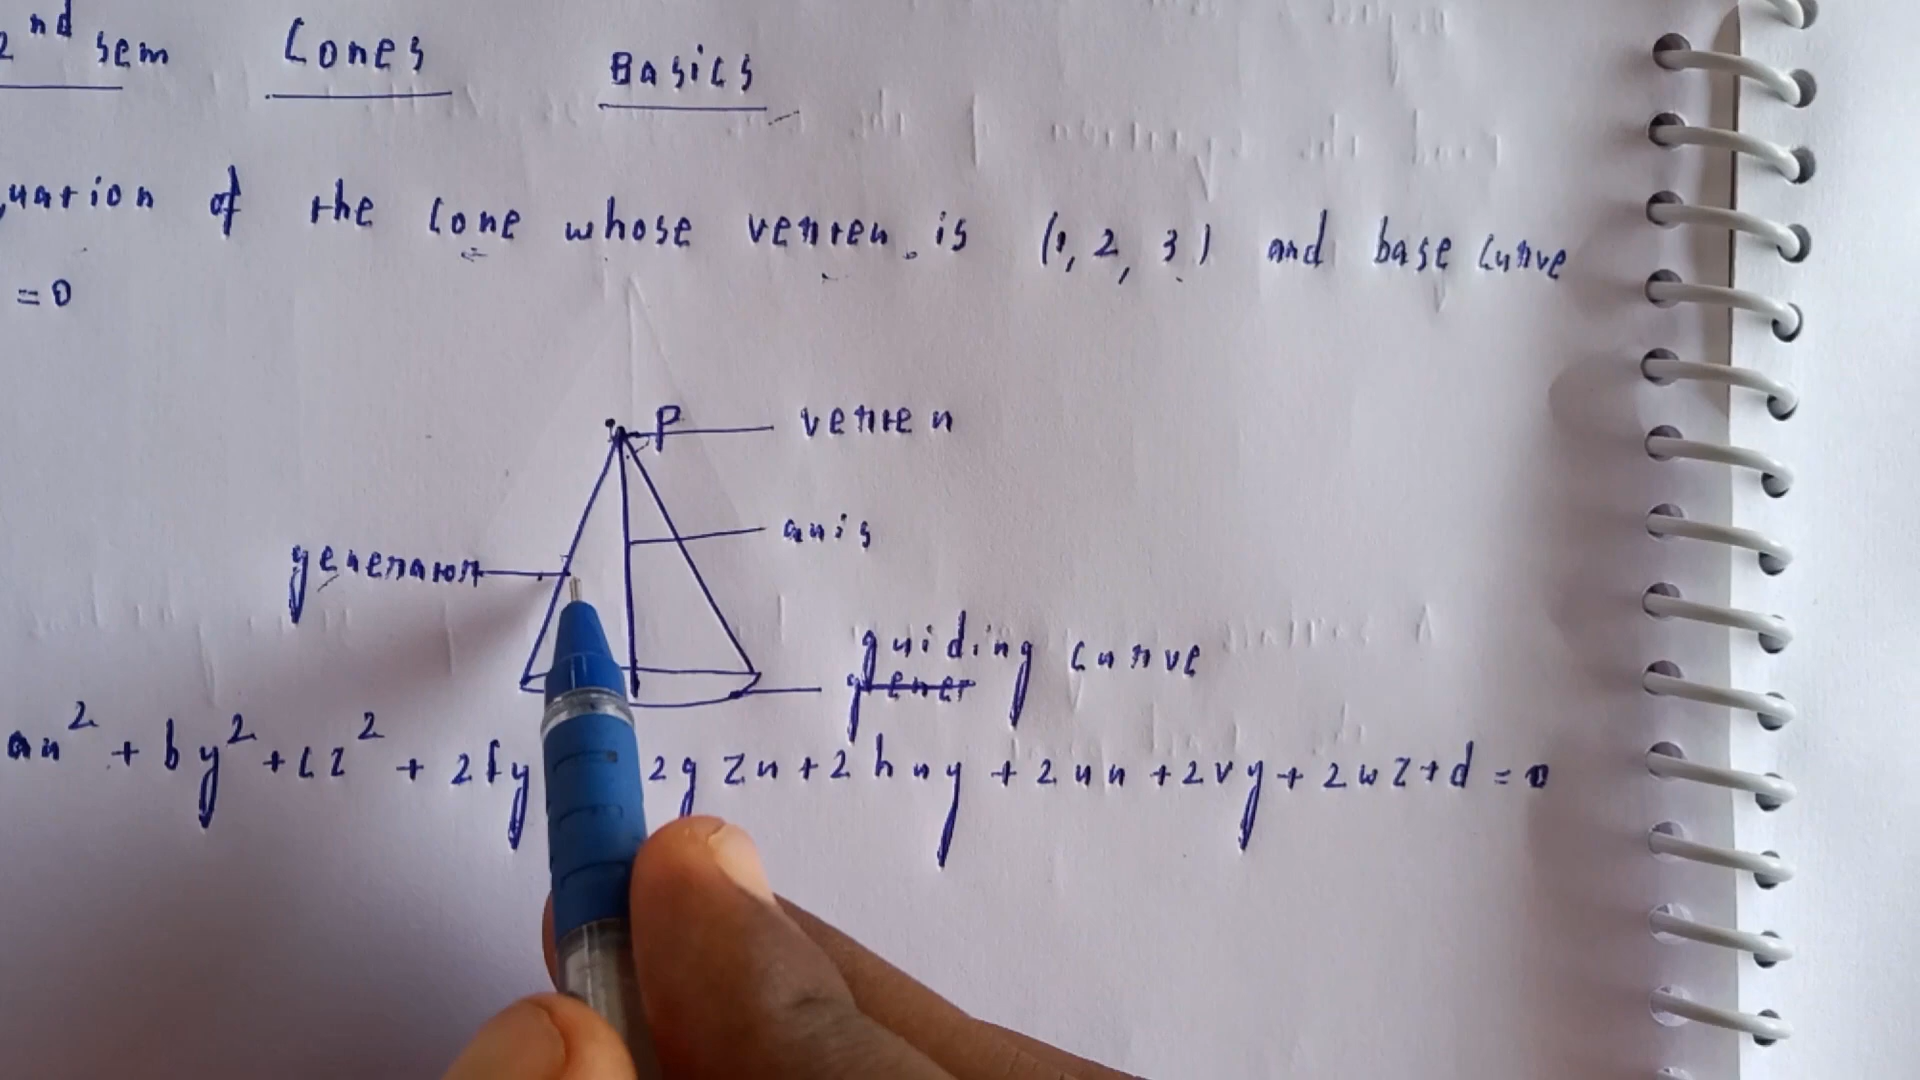 2nd sem Cones Basics
uation of the cone whose vertex is (1, 2, 3) and base curve
= 0
P vertex
axis
generator
guiding curve
gener
ax² + by² + cz² + 2fy 2gzx + 2hxy + 2ux + 2vy + 2wz + d = 0